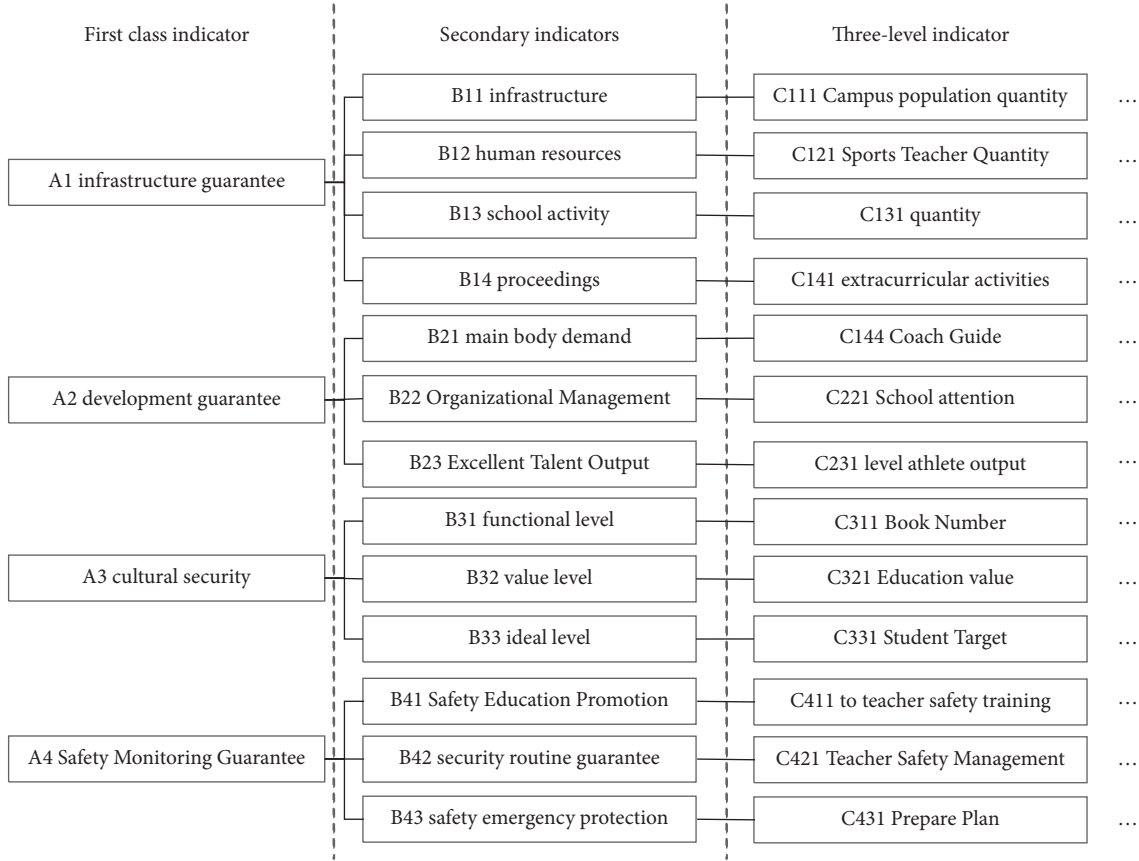 First class indicator
Secondary indicators
Three-level indicator
A1 infrastructure guarantee
B11 infrastructure
C111 Campus population quantity
...
B12 human resources
C121 Sports Teacher Quantity
...
B13 school activity
C131 quantity
...
B14 proceedings
C141 extracurricular activities
...
A2 development guarantee
B21 main body demand
C144 Coach Guide
...
B22 Organizational Management
C221 School attention
...
B23 Excellent Talent Output
C231 level athlete output
...
A3 cultural security
B31 functional level
C311 Book Number
...
B32 value level
C321 Education value
...
B33 ideal level
C331 Student Target
...
A4 Safety Monitoring Guarantee
B41 Safety Education Promotion
C411 to teacher safety training
...
B42 security routine guarantee
C421 Teacher Safety Management
...
B43 safety emergency protection
C431 Prepare Plan
...